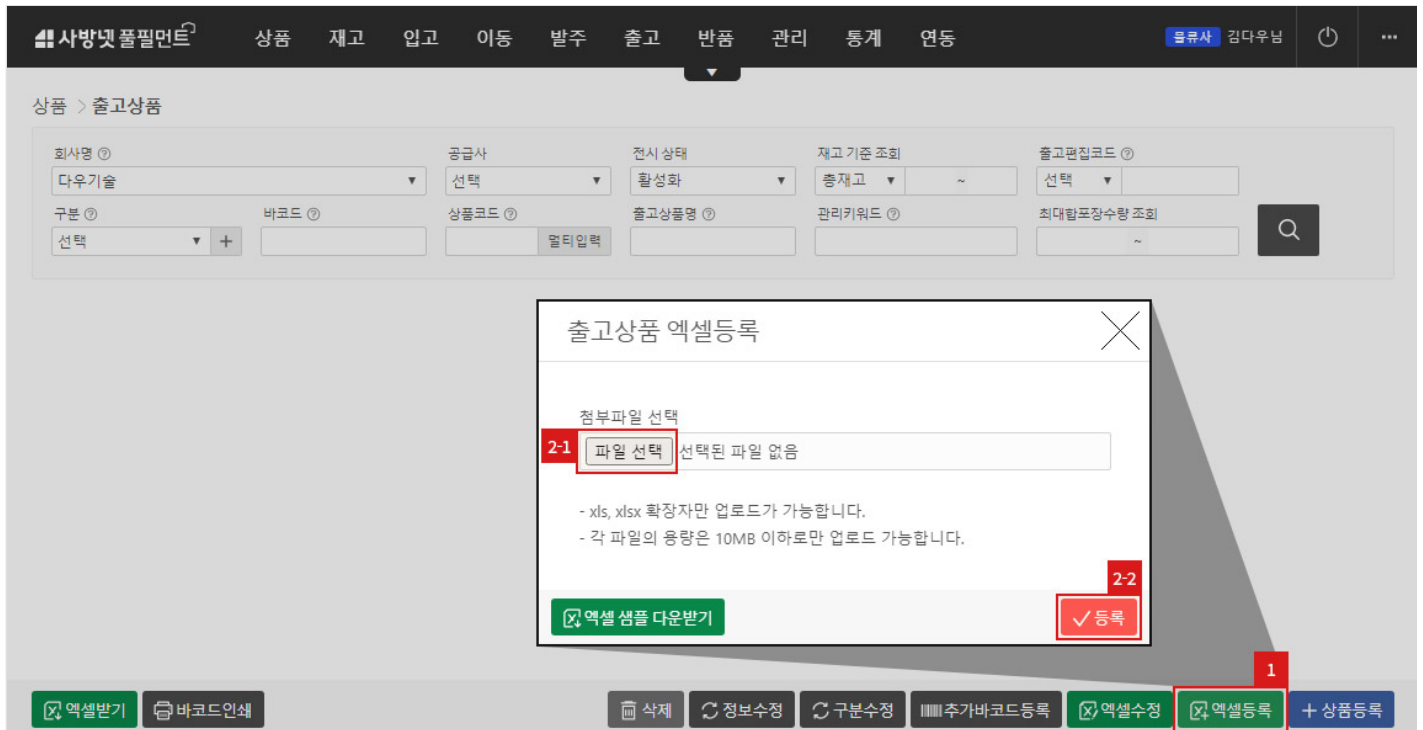 사방넷 풀필먼트 상품 재고 입고 이동 발주 출고 반품 관리 통계 연동 물류사 김다우님 ...
상품 > 출고상품
회사명 공급사 전시 상태 재고 기준 조회 출고편집코드
다우기술 선택 활성화 총재고 ~ 선택
구분 바코드 상품코드 출고상품명 관리키워드 최대합포장수량 조회
선택 + 멀티입력 ~
출고상품 엑셀등록
첨부파일 선택
2-1 파일 선택 선택된 파일 없음
- xls, xlsx 확장자만 업로드가 가능합니다.
- 각 파일의 용량은 10MB 이하로만 업로드 가능합니다.
2-2
엑셀 샘플 다운받기 등록
1
엑셀받기 바코드인쇄 삭제 정보수정 구분수정 추가바코드등록 엑셀수정 엑셀등록 + 상품등록